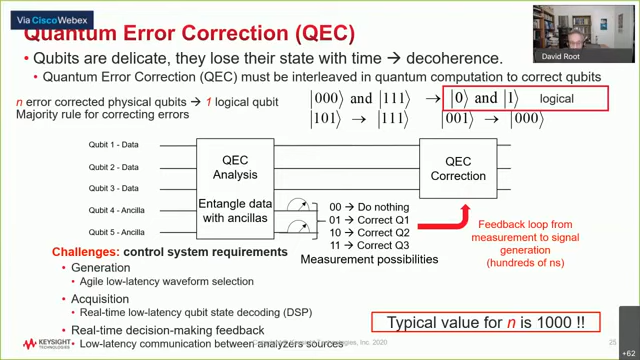 Via CiscoWebex
Quantum Error Correction (QEC)
David Root
• Qubits are delicate, they lose their state with time → decoherence.
• Quantum Error Correction (QEC) must be interleaved in quantum computation to correct qubits
n error corrected physical qubits → 1 logical qubit
Majority rule for correcting errors
|000⟩ and |111⟩ → |0⟩ and |1⟩ logical
|101⟩ → |111⟩ |001⟩ → |000⟩
Qubit 1 - Data
Qubit 2 - Data
Qubit 3 - Data
Qubit 4 - Ancilla
Qubit 5 - Ancilla
QEC
Analysis
Entangle data
with ancillas
00 → Do nothing
01 → Correct Q1
10 → Correct Q2
11 → Correct Q3
Measurement possibilities
QEC
Correction
Feedback loop from
measurement to signal
generation
(hundreds of ns)
Challenges: control system requirements
• Generation
• Agile low-latency waveform selection
• Acquisition
• Real-time low-latency qubit state decoding (DSP)
• Real-time decision-making feedback
• Low-latency communication between analyzers sources
Typical value for n is 1000 !!
KEYSIGHT
TECHNOLOGIES
Technologies, Inc. 2020
25
+62